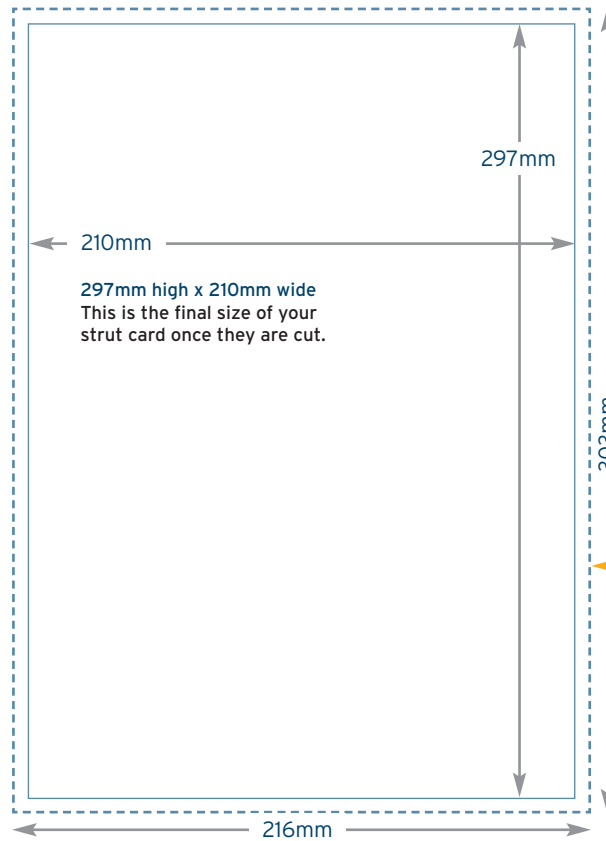 297mm
210mm
297mm high x 210mm wide
This is the final size of your
strut card once they are cut.
216mm